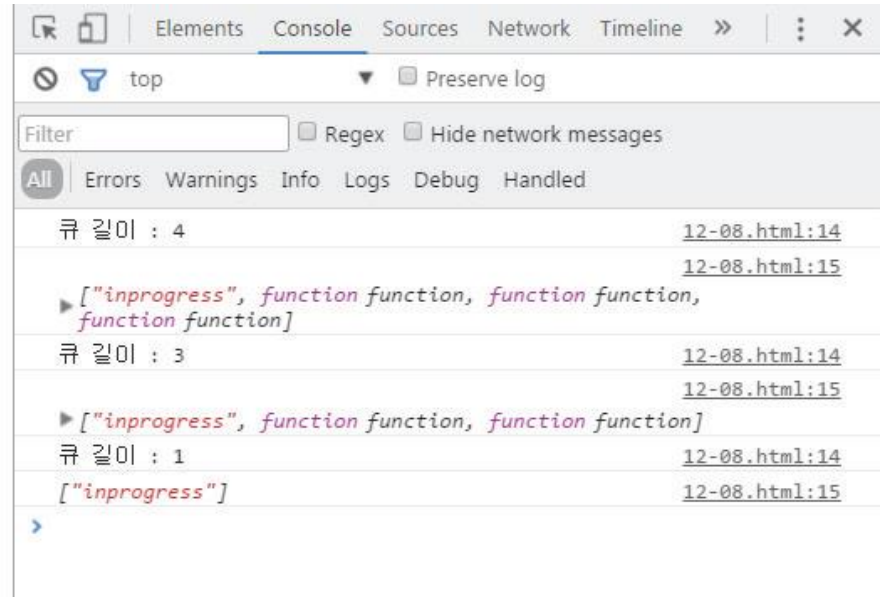 Elements Console Sources Network Timeline »
top Preserve log
Filter Regex Hide network messages
All Errors Warnings Info Logs Debug Handled
큐 길이 : 4 12-08.html:14
12-08.html:15
["inprogress", function function, function function,
function function]
큐 길이 : 3 12-08.html:14
12-08.html:15
["inprogress", function function, function function]
큐 길이 : 1 12-08.html:14
["inprogress"] 12-08.html:15